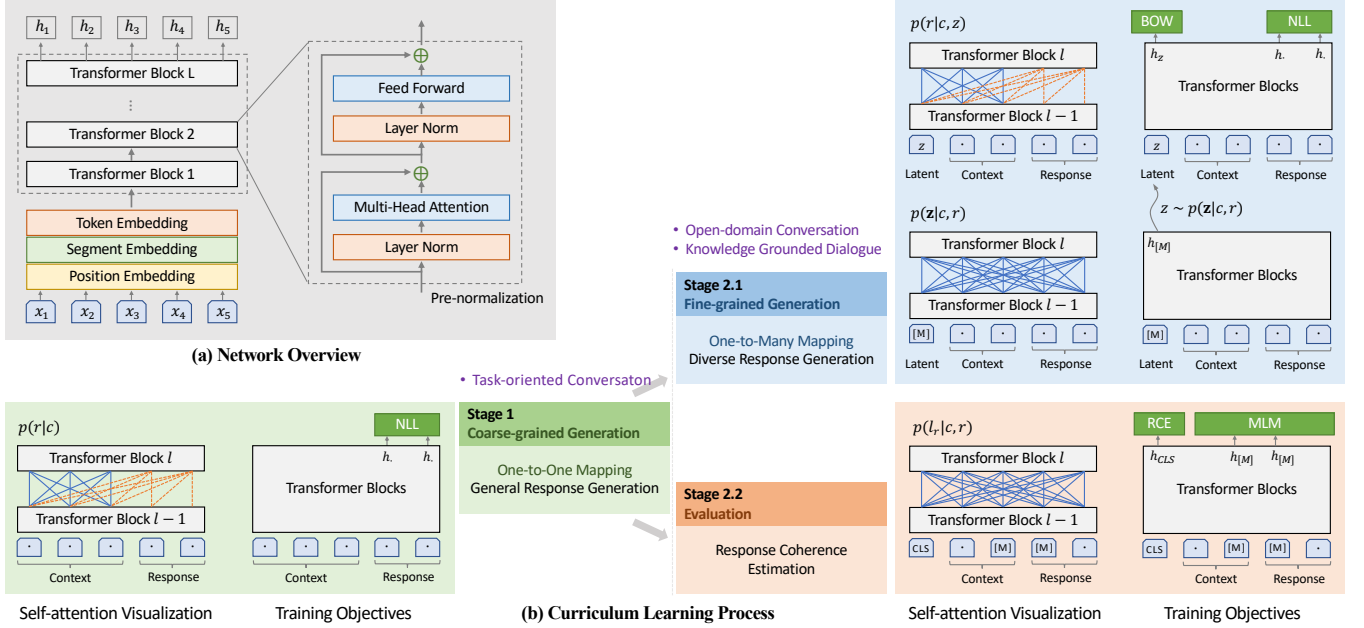 h1 h2 h3 h4 h5
Transformer Block L
⋮
Transformer Block 2
Transformer Block 1
Token Embedding
Segment Embedding
Position Embedding
x1 x2 x3 x4 x5
Feed Forward
Layer Norm
Multi-Head Attention
Layer Norm
Pre-normalization
(a) Network Overview
p(r|c)
Transformer Block l
Transformer Block l − 1
· · · · ·
Context Response
Self-attention Visualization
NLL
h. h.
Transformer Blocks
· · · · ·
Context Response
Training Objectives
• Task-oriented Conversaton
Stage 1
Coarse-grained Generation
One-to-One Mapping
General Response Generation
• Open-domain Conversation
• Knowledge Grounded Dialogue
Stage 2.1
Fine-grained Generation
One-to-Many Mapping
Diverse Response Generation
Stage 2.2
Evaluation
Response Coherence
Estimation
(b) Curriculum Learning Process
p(r|c, z)
Transformer Block l
Transformer Block l − 1
z · · · ·
Latent Context Response
BOW NLL
hz h. h.
Transformer Blocks
z · · · ·
Latent Context Response
z ~ p(z|c, r)
p(z|c, r)
Transformer Block l
Transformer Block l − 1
[M] · · · ·
Latent Context Response
h[M]
Transformer Blocks
[M] · · · ·
Latent Context Response
p(lr|c, r)
Transformer Block l
Transformer Block l − 1
CLS · [M] [M] ·
Context Response
Self-attention Visualization
RCE MLM
hCLS h[M] h[M]
Transformer Blocks
CLS · [M] [M] ·
Context Response
Training Objectives